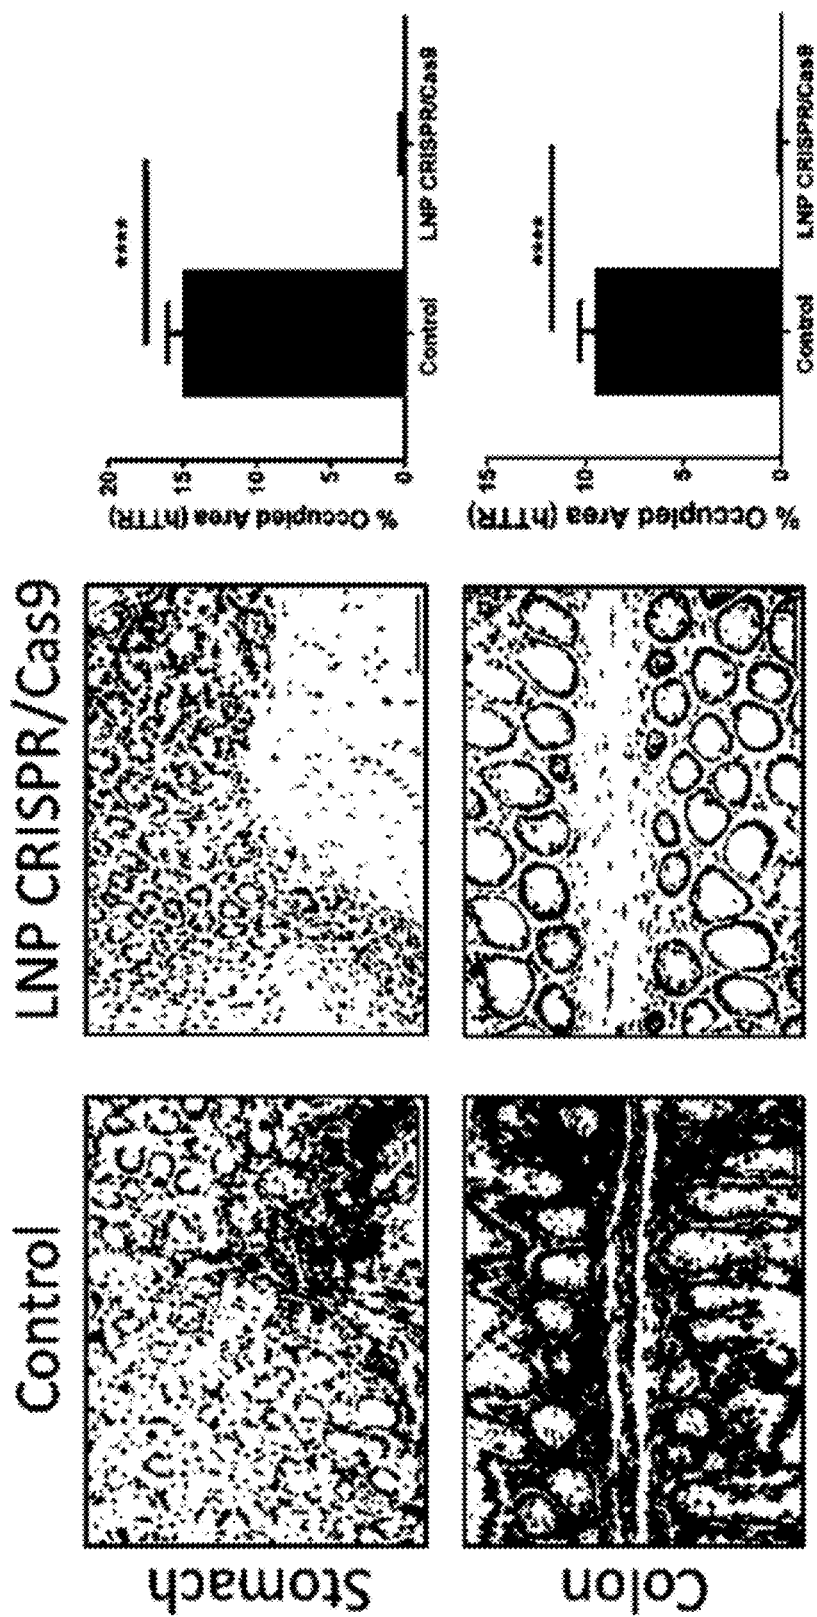 Control
LNP CRISPR/Cas9
Stomach
% Occupied Area (hTTR)
20
15
10
5
0
****
Control
LNP CRISPR/Cas9
Colon
% Occupied Area (hTTR)
15
10
5
0
****
Control
LNP CRISPR/Cas9